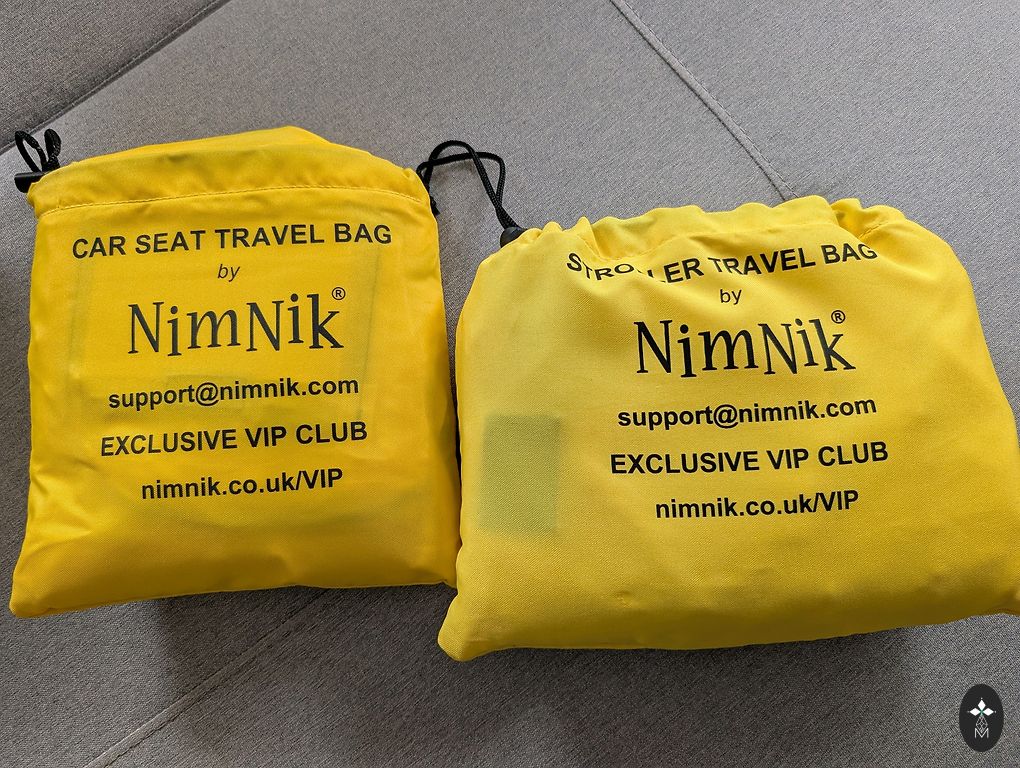 CAR SEAT TRAVEL BAG
by
NimNik®
support@nimnik.com
EXCLUSIVE VIP CLUB
nimnik.co.uk/VIP
STROLLER TRAVEL BAG
by
NimNik®
support@nimnik.com
EXCLUSIVE VIP CLUB
nimnik.co.uk/VIP